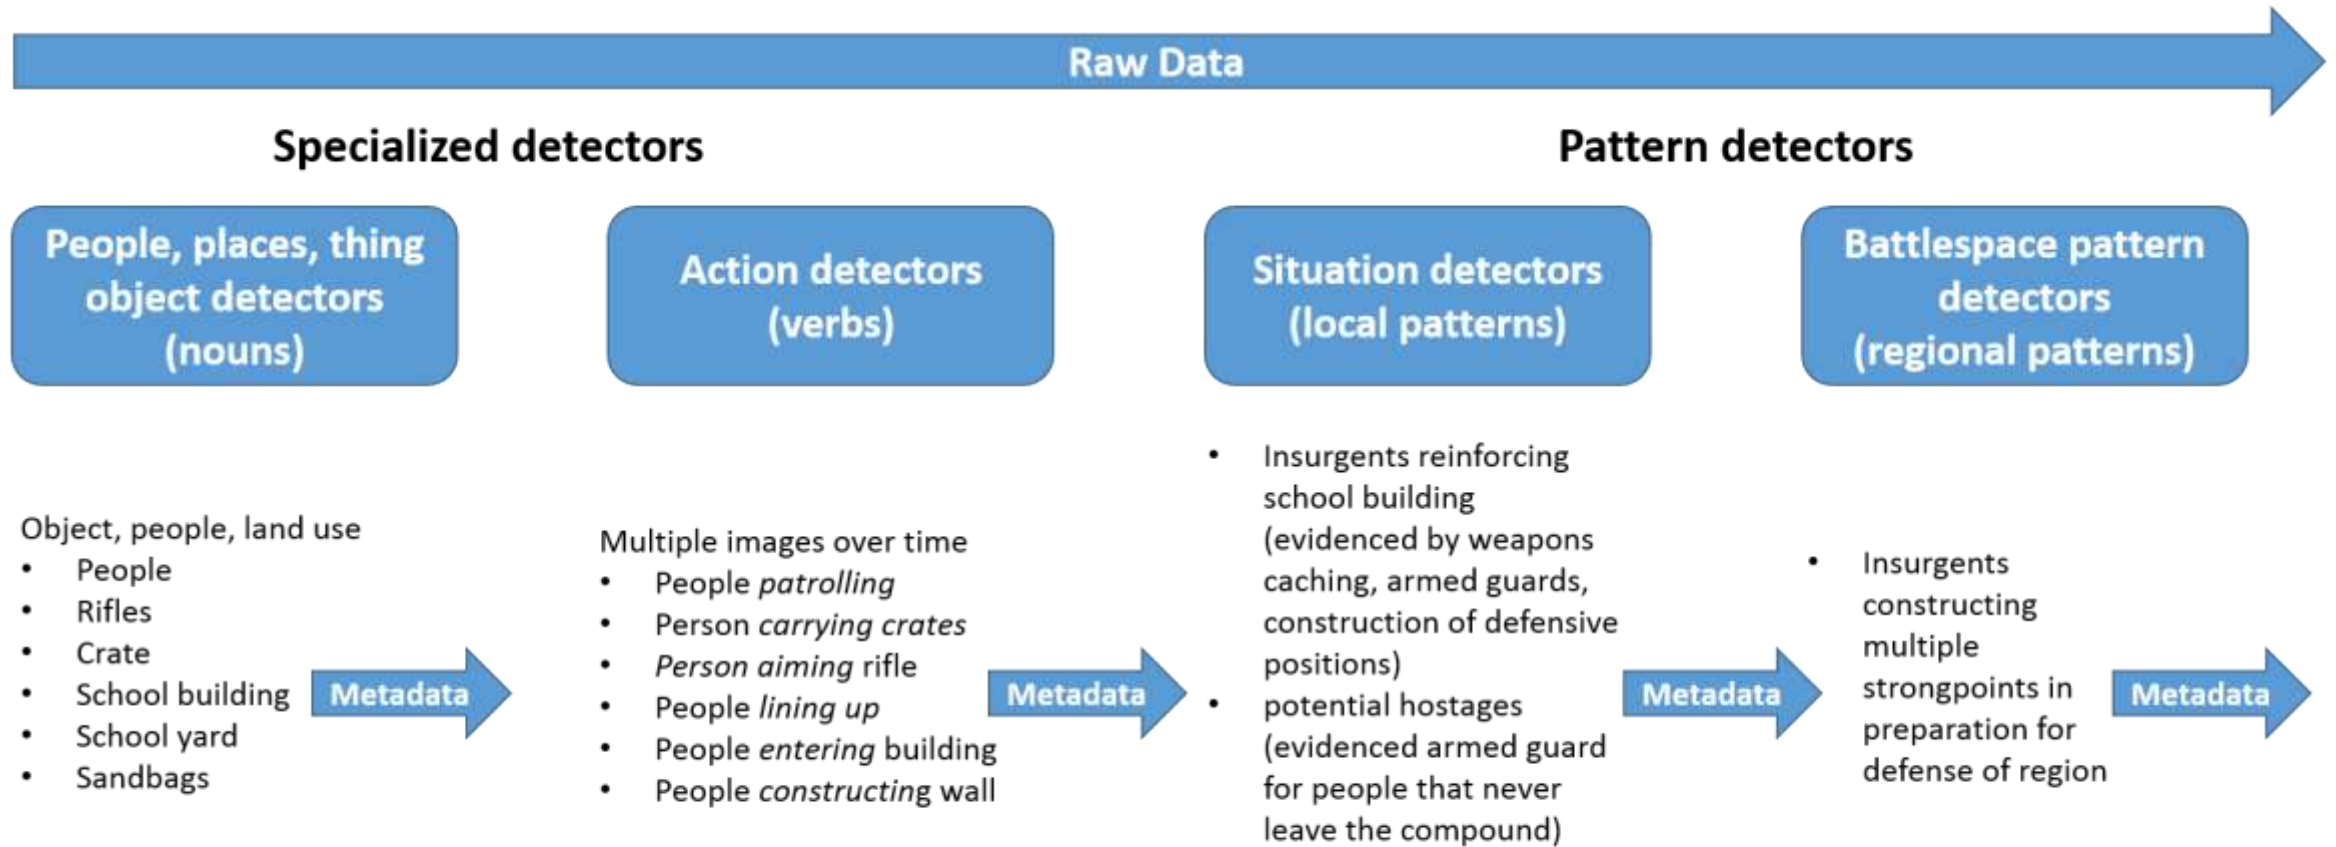 Raw Data
Specialized detectors
Pattern detectors
People, places, thing
object detectors
(nouns)
Action detectors
(verbs)
Situation detectors
(local patterns)
Battlespace pattern
detectors
(regional patterns)
Object, people, land use
• People
• Rifles
• Crate
• School building
• School yard
• Sandbags
Metadata
Multiple images over time
• People patrolling
• Person carrying crates
• Person aiming rifle
• People lining up
• People entering building
• People constructing wall
Metadata
• Insurgents reinforcing
school building
(evidenced by weapons
caching, armed guards,
construction of defensive
positions)
• potential hostages
(evidenced armed guard
for people that never
leave the compound)
Metadata
• Insurgents
constructing
multiple
strongpoints in
preparation for
defense of region
Metadata